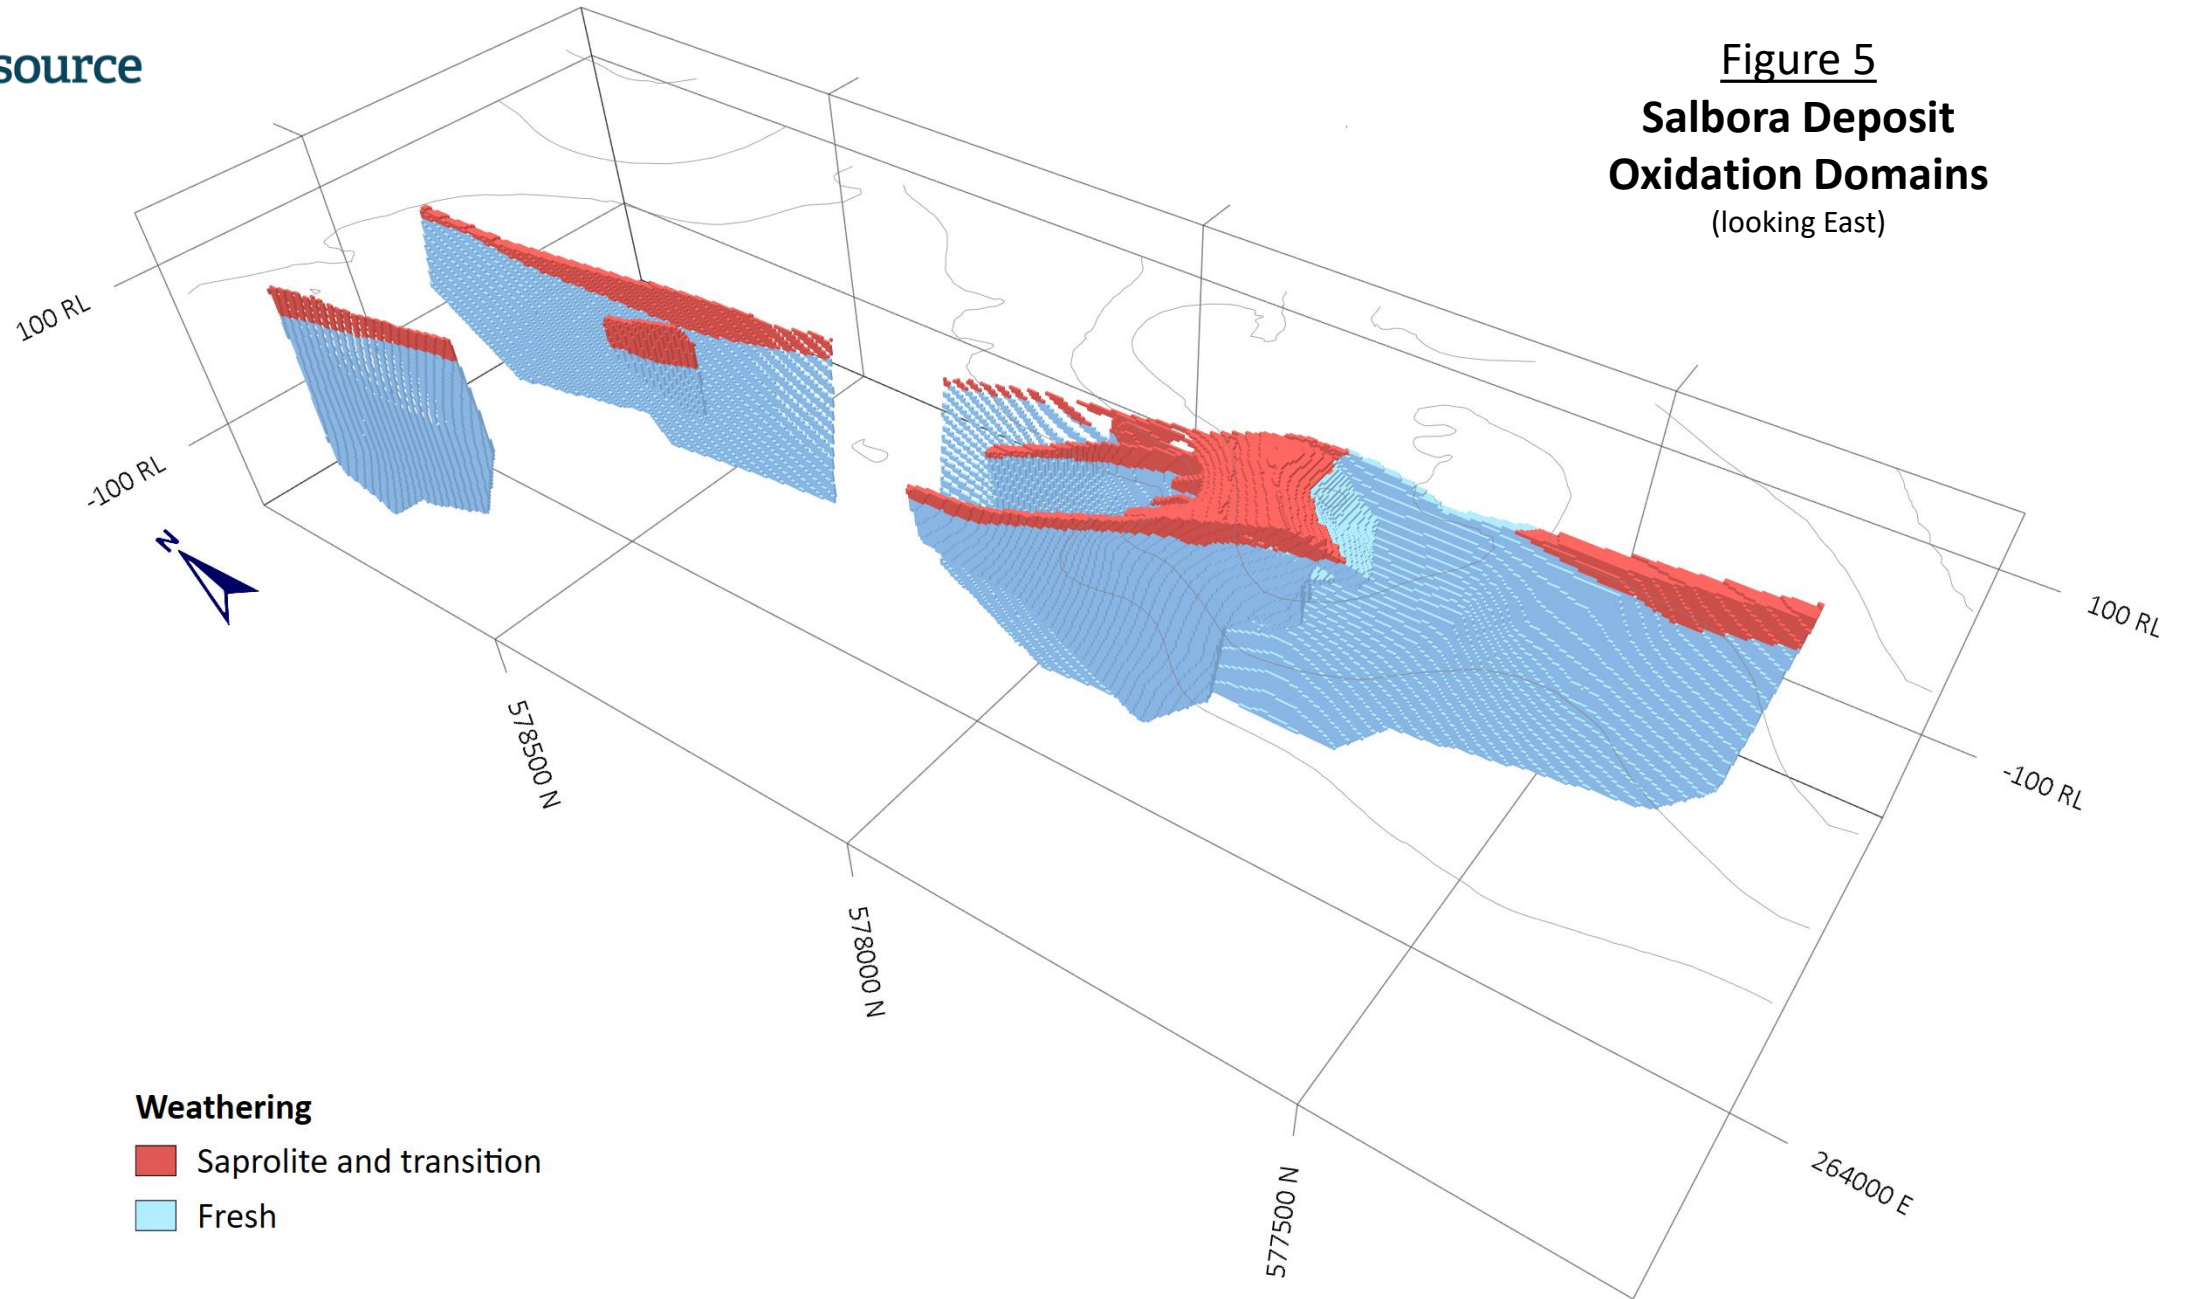 source
Figure 5
Salbora Deposit
Oxidation Domains
(looking East)
100 RL
-100 RL
N
100 RL
-100 RL
578500 N
578000 N
577500 N
264000 E
Weathering
Saprolite and transition
Fresh